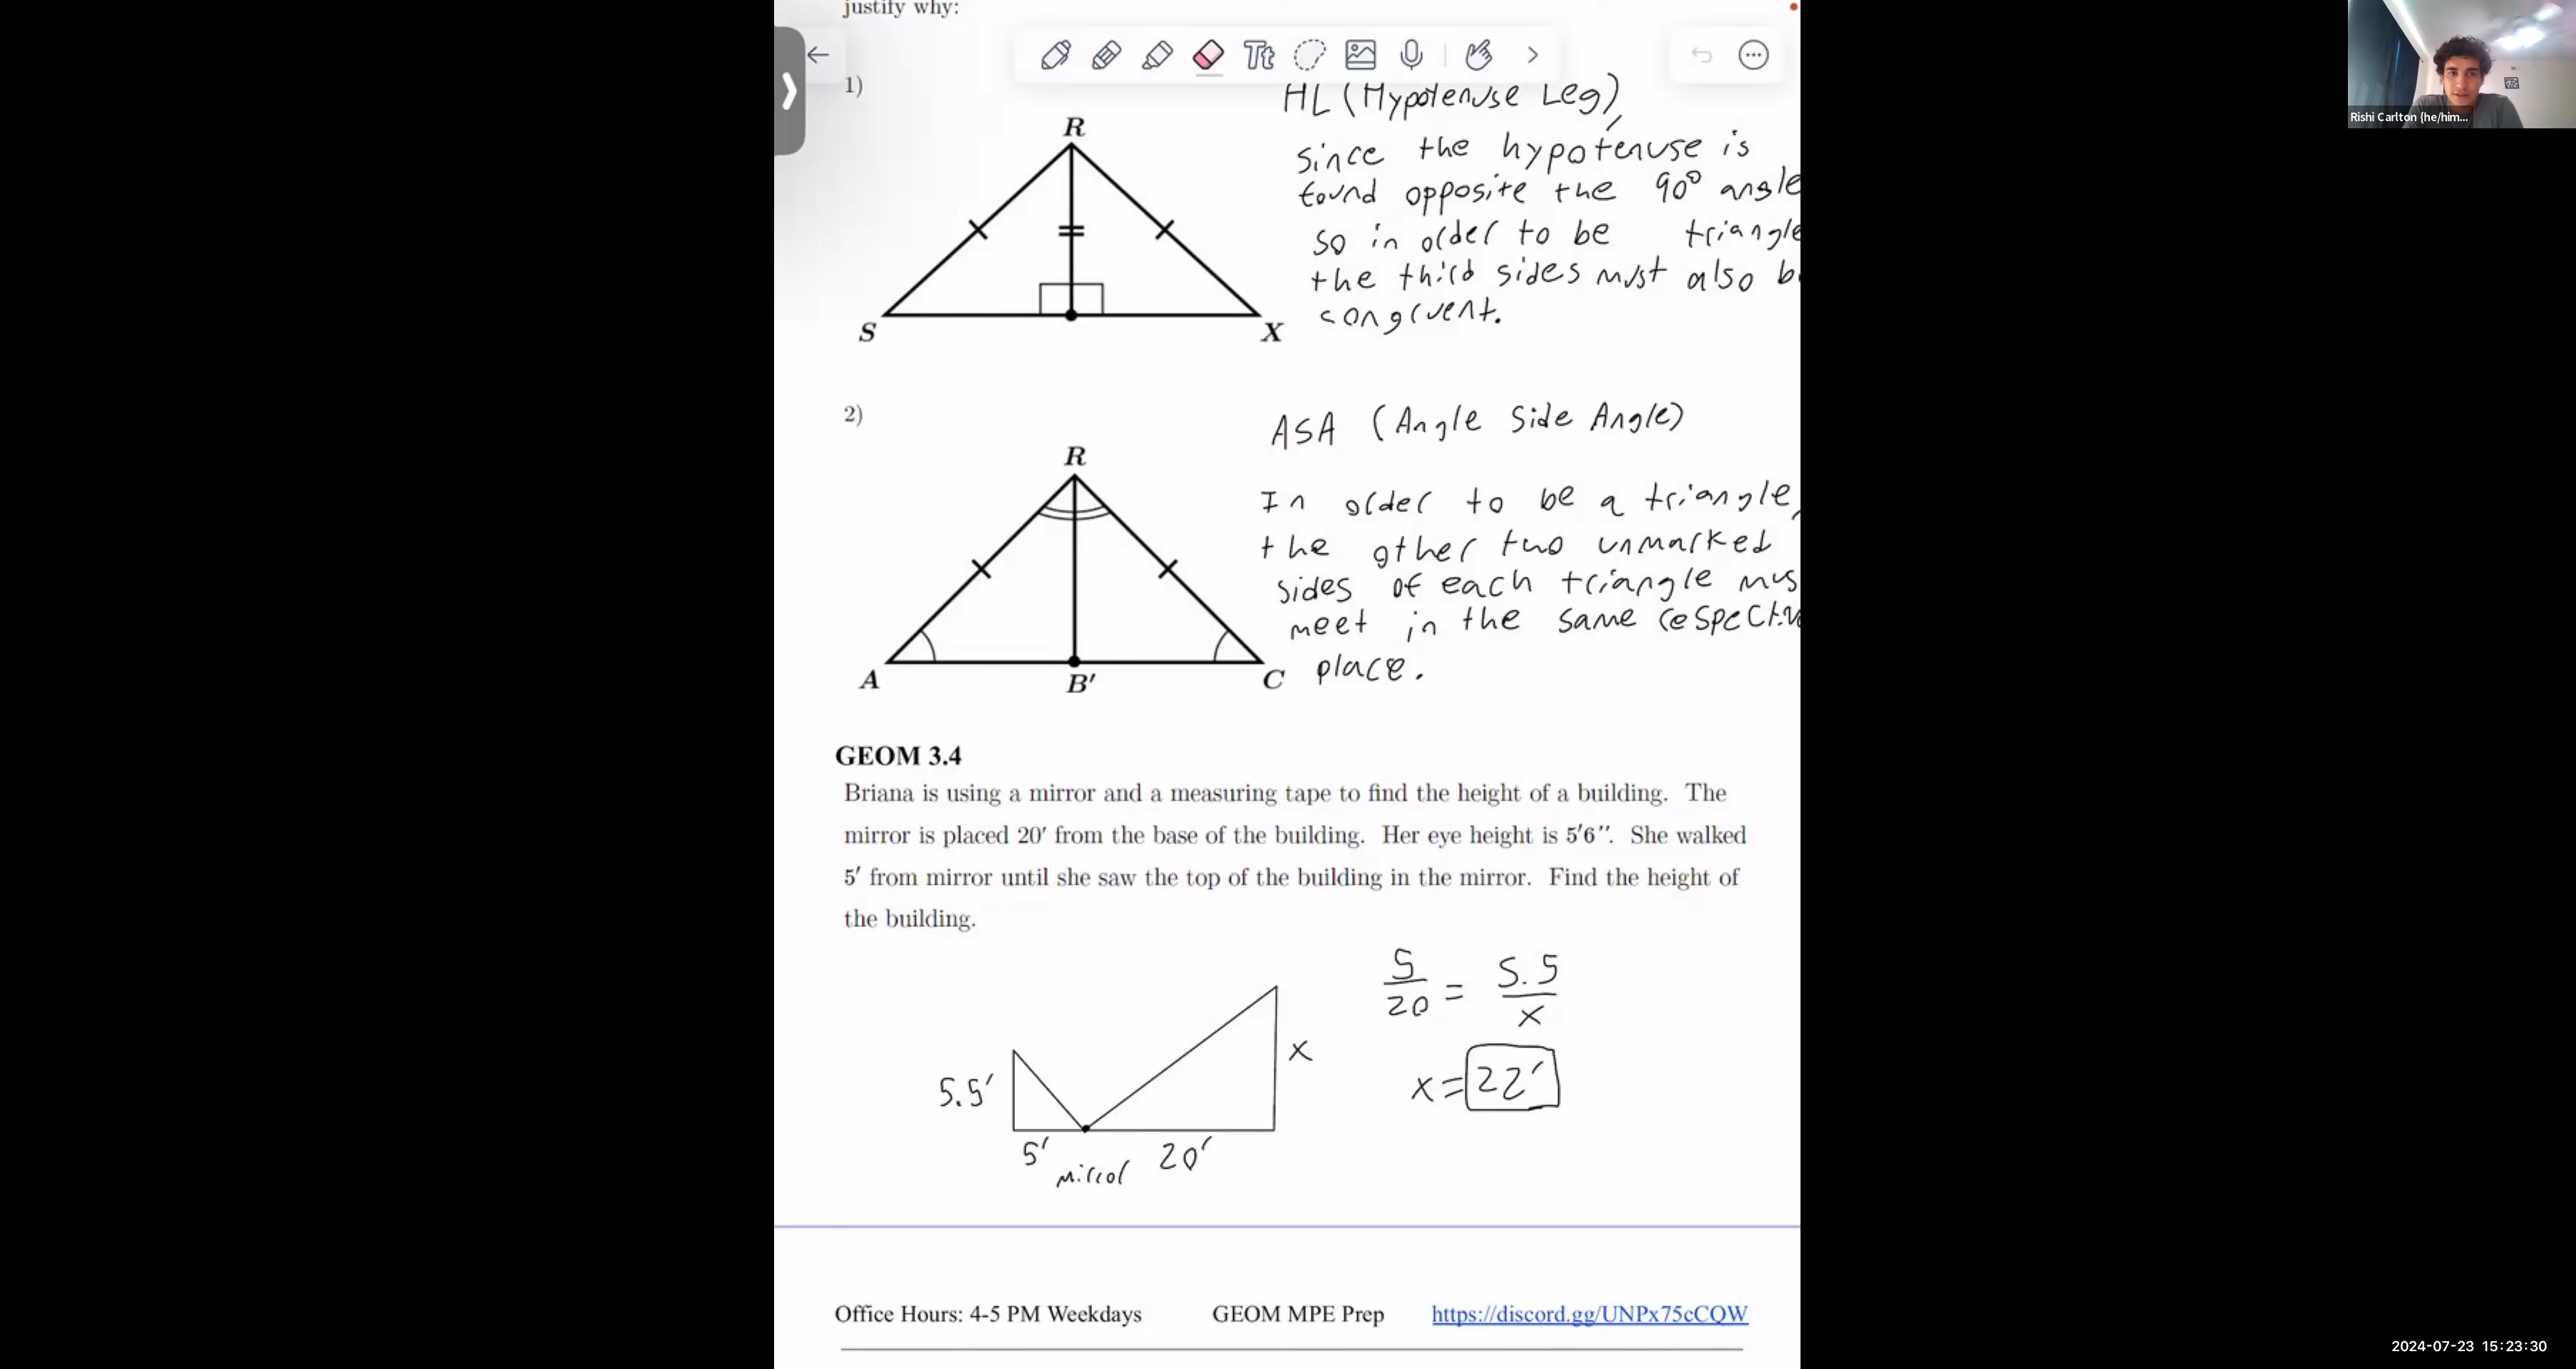 justify why:
1)
HL (Hypotenuse Leg),
since the hypotenuse is
found opposite the 90° angle
so in order to be triangle
the third sides must also b
congruent.
R
S
X
2)
ASA (Angle Side Angle)
In order to be a triangle,
the other two unmarked
sides of each triangle mus
meet in the same respectiv
place.
R
A
B'
C
GEOM 3.4
Briana is using a mirror and a measuring tape to find the height of a building. The
mirror is placed 20′ from the base of the building. Her eye height is 5′6″. She walked
5′ from mirror until she saw the top of the building in the mirror. Find the height of
the building.
5/20 = 5.5/x
x = 22'
5.5'
x
5'
mirror
20'
Office Hours: 4-5 PM Weekdays GEOM MPE Prep https://discord.gg/UNPx75cCQW
Tt
Rishi Carlton {he/him...
2024-07-23 15:23:30